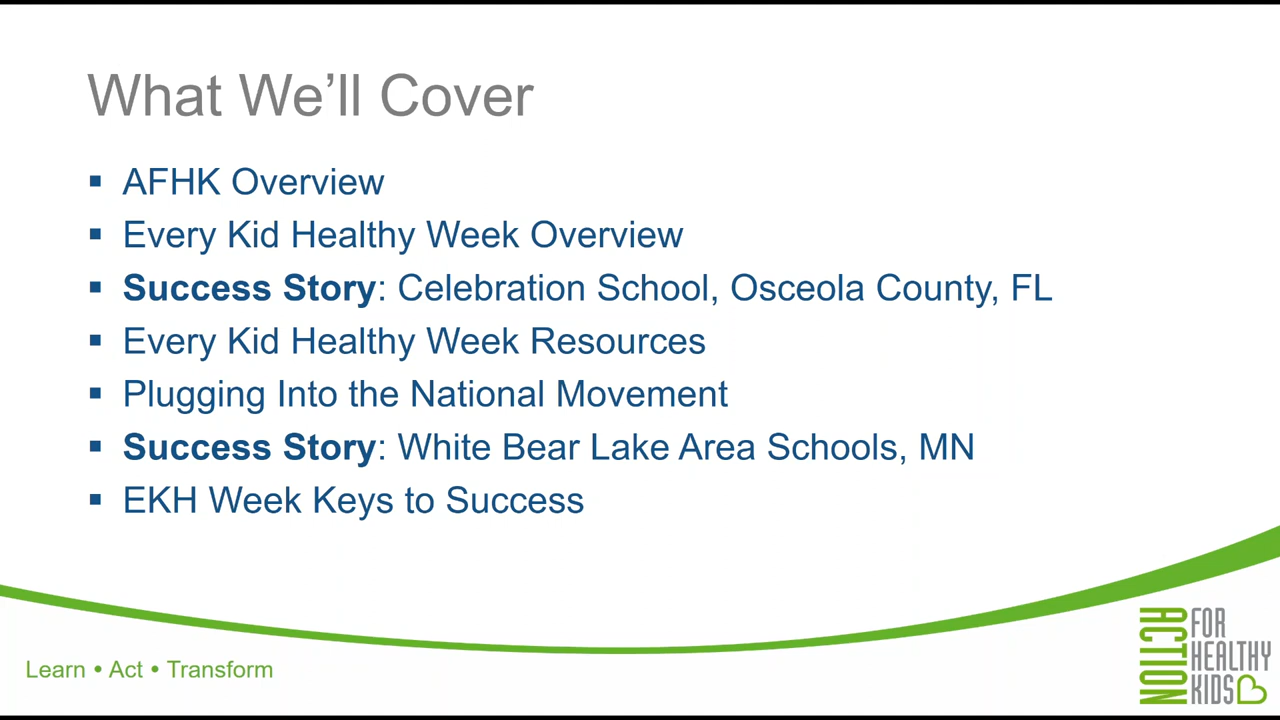 What We’ll Cover
▪ AFHK Overview
▪ Every Kid Healthy Week Overview
▪ Success Story: Celebration School, Osceola County, FL
▪ Every Kid Healthy Week Resources
▪ Plugging Into the National Movement
▪ Success Story: White Bear Lake Area Schools, MN
▪ EKH Week Keys to Success
Learn • Act • Transform
ACTION
FOR
HEALTHY
KIDS